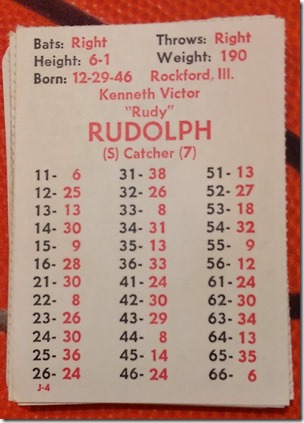 Bats: Right Throws: Right
Height: 6-1 Weight: 190
Born: 12-29-46 Rockford, Ill.
Kenneth Victor
"Rudy"
RUDOLPH
(S) Catcher (7)
11- 6 31- 38 51- 13
12- 25 32- 26 52- 27
13- 13 33- 8 53- 18
14- 30 34- 31 54- 32
15- 9 35- 13 55- 9
16- 28 36- 33 56- 12
21- 30 41- 24 61- 24
22- 8 42- 30 62- 30
23- 26 43- 29 63- 34
24- 30 44- 8 64- 13
25- 36 45- 14 65- 35
26- 24 46- 24 66- 6
J-4